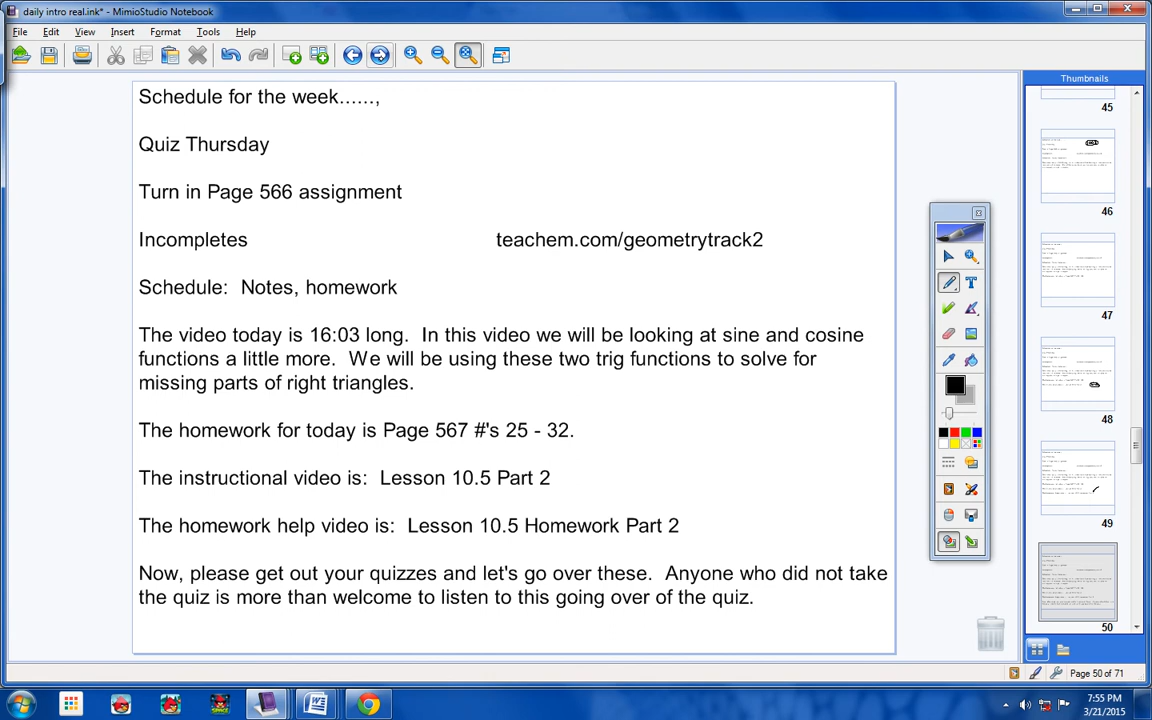 daily intro real.ink* - MimioStudio Notebook
File Edit View Insert Format Tools Help
Schedule for the week......,
Quiz Thursday
Turn in Page 566 assignment
Incompletes teachem.com/geometrytrack2
Schedule: Notes, homework
The video today is 16:03 long. In this video we will be looking at sine and cosine
functions a little more. We will be using these two trig functions to solve for
missing parts of right triangles.
The homework for today is Page 567 #'s 25 - 32.
The instructional video is: Lesson 10.5 Part 2
The homework help video is: Lesson 10.5 Homework Part 2
Now, please get out your quizzes and let's go over these. Anyone who did not take
the quiz is more than welcome to listen to this going over of the quiz.
Thumbnails
45
46
47
48
49
50
Page 50 of 71
7:55 PM
3/21/2015